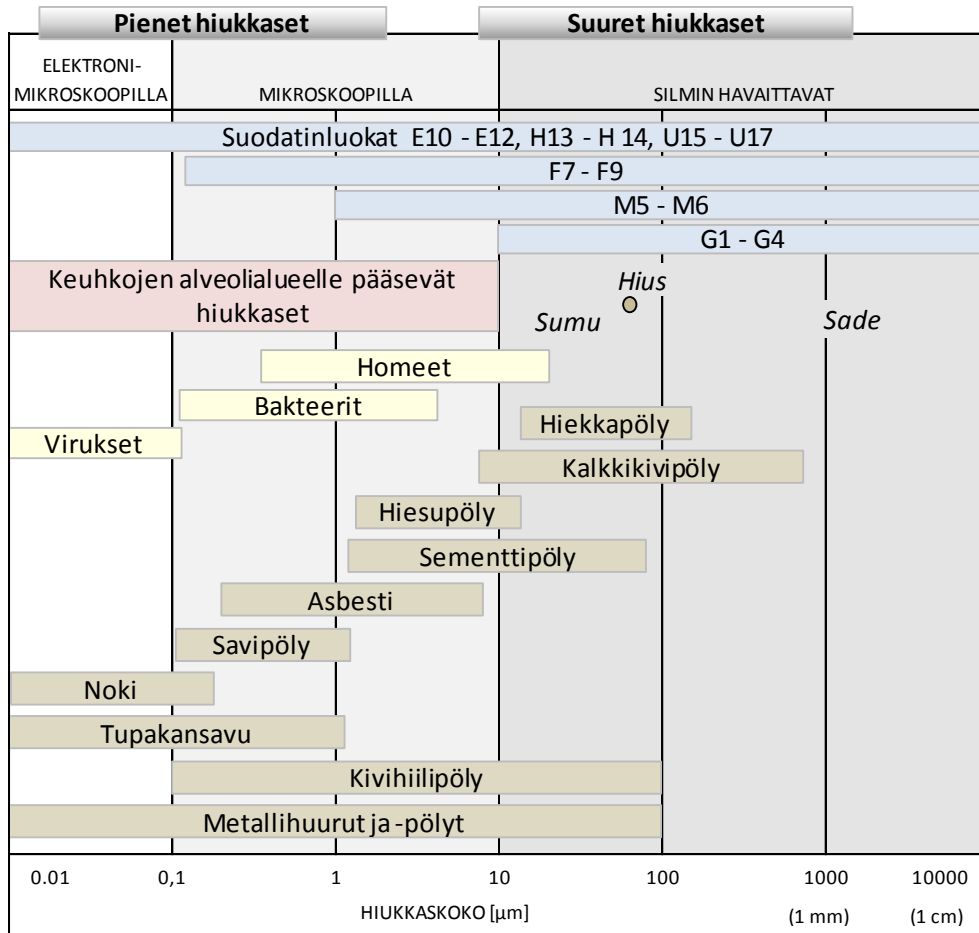 Pienet hiukkaset
Suuret hiukkaset
ELEKTRONI-
MIKROSKOOPILLA
MIKROSKOOPILLA
SILMIN HAVAITTAVAT
Suodatinluokat E10 - E12, H13 - H 14, U15 - U17
F7 - F9
M5 - M6
G1 - G4
Keuhkojen alveolialueelle pääsevät
hiukkaset
Hius
Sumu
Sade
Homeet
Bakteerit
Hiekkapöly
Virukset
Kalkkikivipöly
Hiesupöly
Sementtipöly
Asbesti
Savipöly
Noki
Tupakansavu
Kivihiilipöly
Metallihuurut ja -pölyt
0.01 0,1 1 10 100 1000 10000
HIUKKASKOKO [µm] (1 mm) (1 cm)